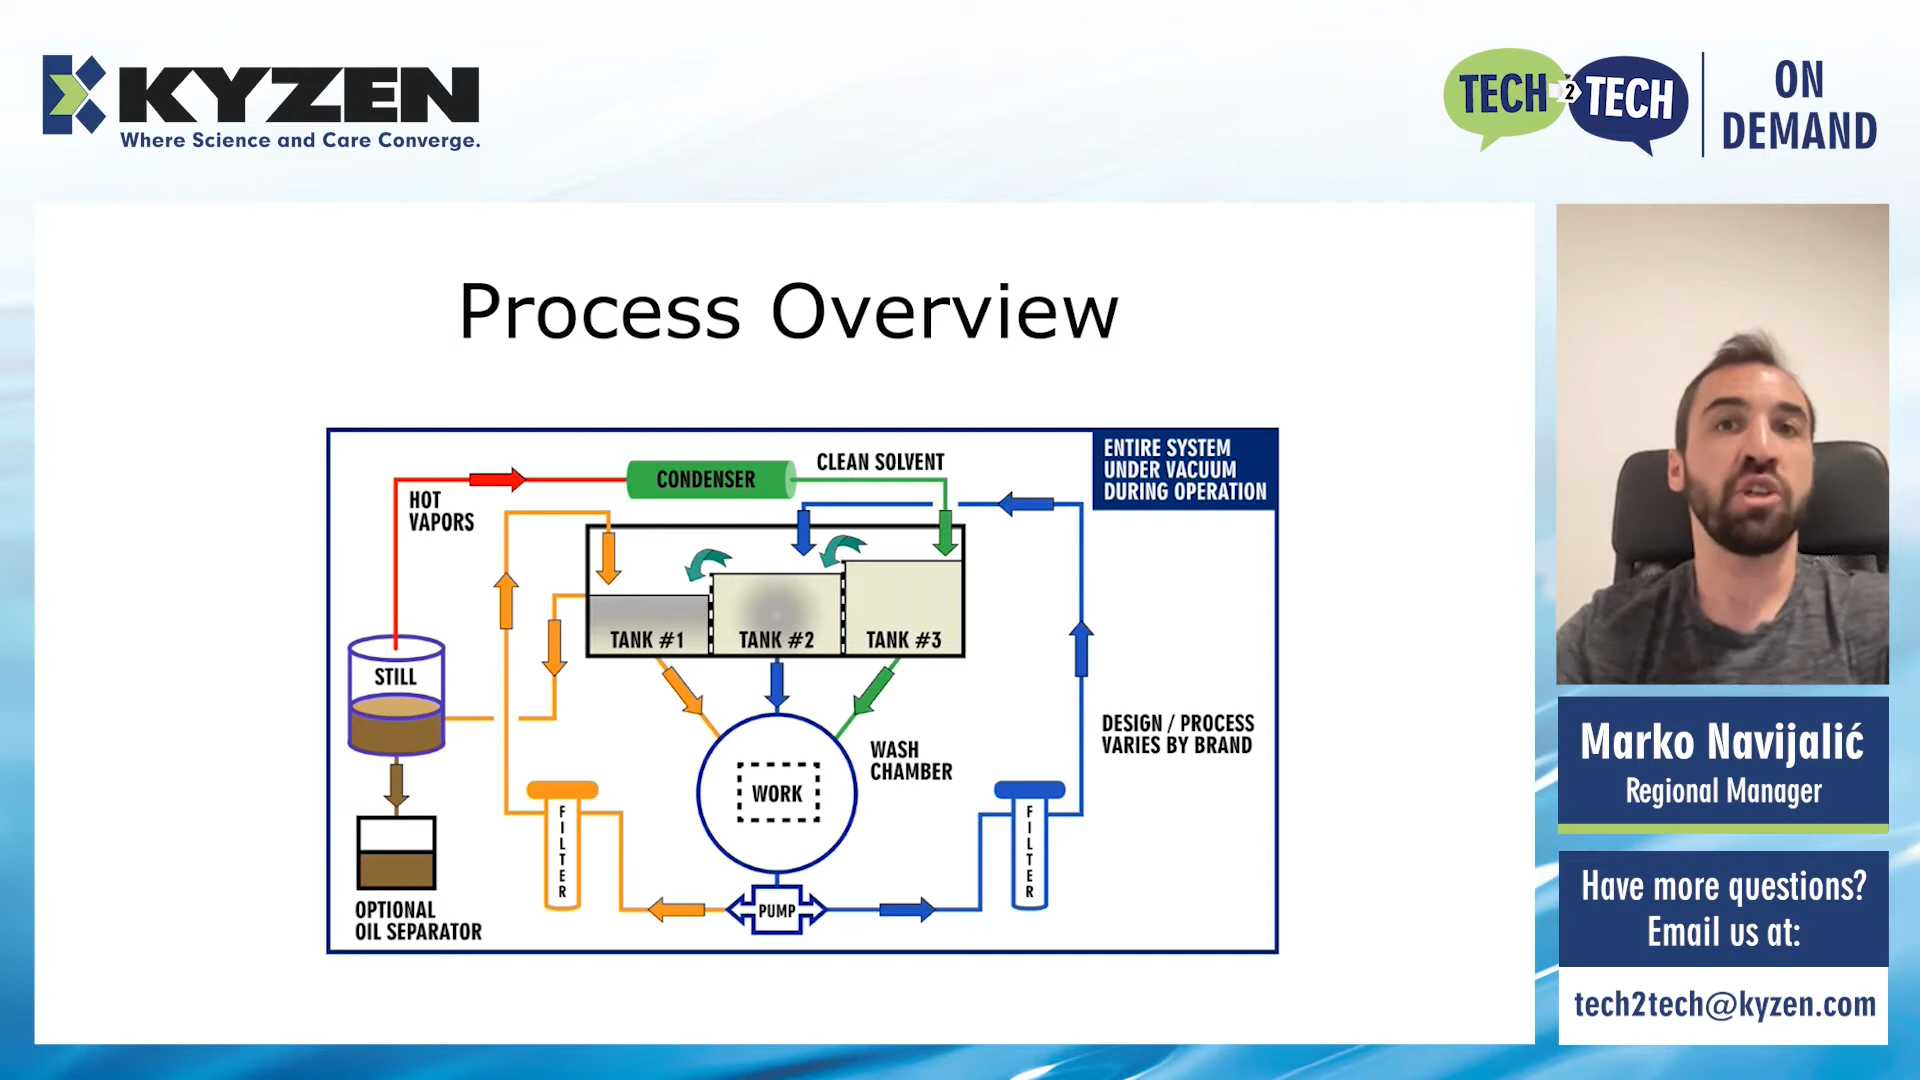 KYZEN
Where Science and Care Converge.
TECH 2 TECH
ON
DEMAND
Process Overview
ENTIRE SYSTEM
UNDER VACUUM
DURING OPERATION
CONDENSER
CLEAN SOLVENT
HOT
VAPORS
TANK #1
TANK #2
TANK #3
STILL
WASH
CHAMBER
WORK
DESIGN / PROCESS
VARIES BY BRAND
FILTER
FILTER
PUMP
OPTIONAL
OIL SEPARATOR
Marko Navijalić
Regional Manager
Have more questions?
Email us at:
tech2tech@kyzen.com